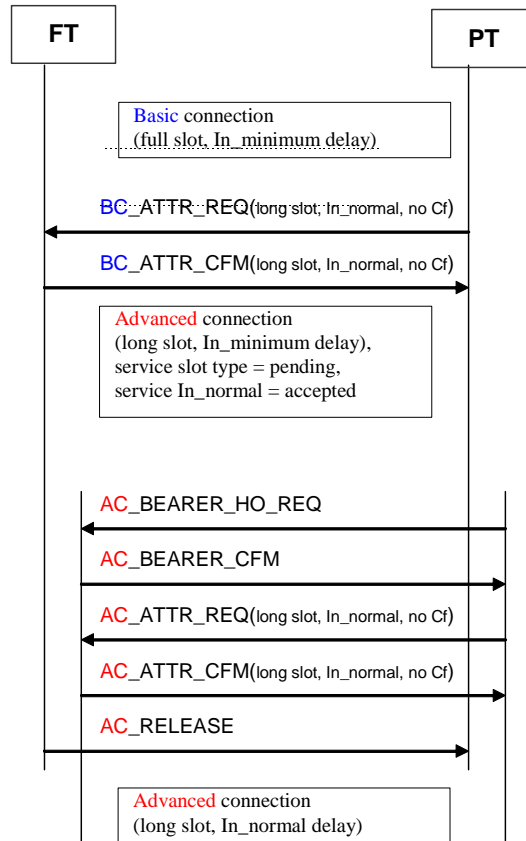 FT
PT
Basic connection
(full slot, In_minimum delay)
BC_ATTR_REQ(long slot, In_normal, no Cf)
BC_ATTR_CFM(long slot, In_normal, no Cf)
Advanced connection
(long slot, In_minimum delay),
service slot type = pending,
service In_normal = accepted
AC_BEARER_HO_REQ
AC_BEARER_CFM
AC_ATTR_REQ(long slot, In_normal, no Cf)
AC_ATTR_CFM(long slot, In_normal, no Cf)
AC_RELEASE
Advanced connection
(long slot, In_normal delay)